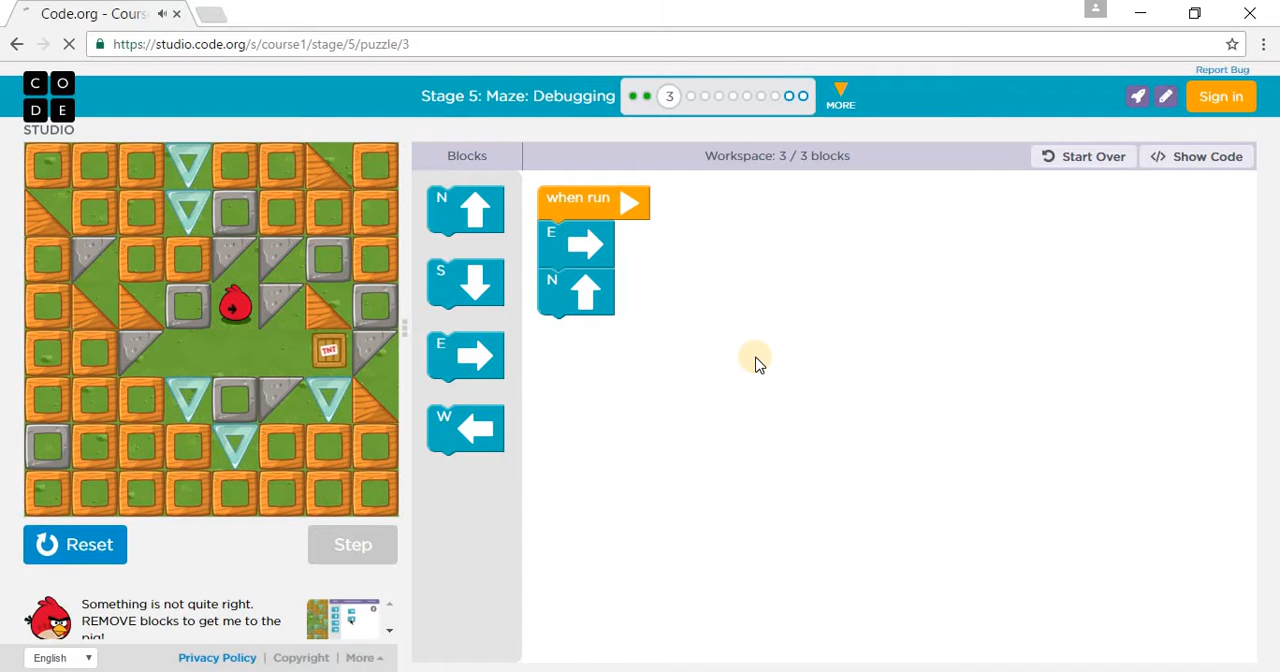 Code.org - Cours
https://studio.code.org/s/course1/stage/5/puzzle/3
Report Bug
C O
D E
STUDIO
Stage 5: Maze: Debugging
3
MORE
Sign in
Blocks
Workspace: 3 / 3 blocks
Start Over
Show Code
N
S
E
W
when run
E
N
TNT
Reset
Step
Something is not quite right.
REMOVE blocks to get me to the
pig!
English
Privacy Policy | Copyright | More